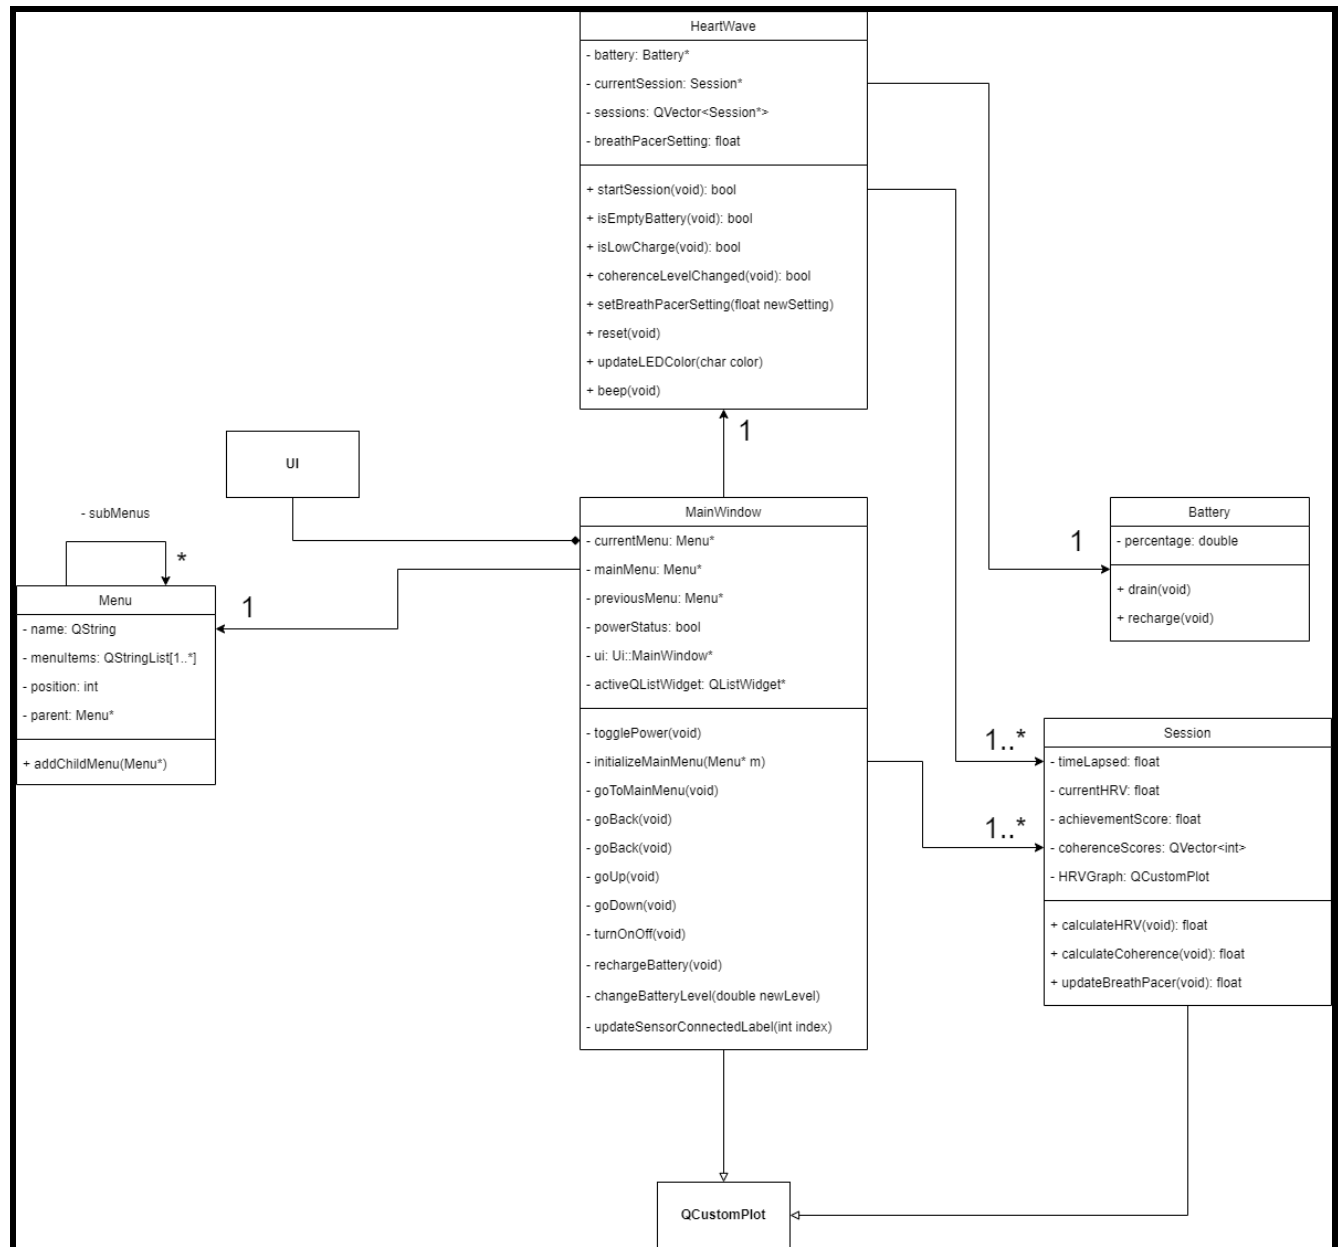 HeartWave
- battery: Battery*
- currentSession: Session*
- sessions: QVector<Session*>
- breathPacerSetting: float
+ startSession(void): bool
+ isEmptyBattery(void): bool
+ isLowCharge(void): bool
+ coherenceLevelChanged(void): bool
+ setBreathPacerSetting(float newSetting)
+ reset(void)
+ updateLEDColor(char color)
+ beep(void)
1
UI
- subMenus
*
Menu
- name: QString
- menuItems: QStringList[1..*]
- position: int
- parent: Menu*
+ addChildMenu(Menu*)
1
MainWindow
- currentMenu: Menu*
- mainMenu: Menu*
- previousMenu: Menu*
- powerStatus: bool
- ui: Ui::MainWindow*
- activeQListWidget: QListWidget*
- togglePower(void)
- initializeMainMenu(Menu* m)
- goToMainMenu(void)
- goBack(void)
- goBack(void)
- goUp(void)
- goDown(void)
- turnOnOff(void)
- rechargeBattery(void)
- changeBatteryLevel(double newLevel)
- updateSensorConnectedLabel(int index)
1
Battery
- percentage: double
+ drain(void)
+ recharge(void)
1..*
1..*
Session
- timeLapsed: float
- currentHRV: float
- achievementScore: float
- coherenceScores: QVector<int>
- HRVGraph: QCustomPlot
+ calculateHRV(void): float
+ calculateCoherence(void): float
+ updateBreathPacer(void): float
QCustomPlot